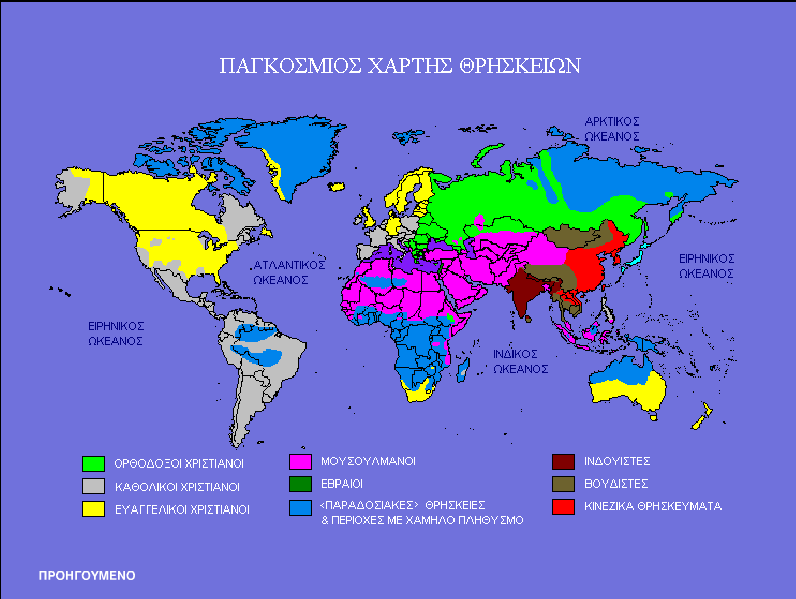 ΠΑΓΚΟΣΜΙΟΣ ΧΑΡΤΗΣ ΘΡΗΣΚΕΙΩΝ
ΑΡΚΤΙΚΟΣ
ΩΚΕΑΝΟΣ
ΑΤΛΑΝΤΙΚΟΣ
ΩΚΕΑΝΟΣ
ΕΙΡΗΝΙΚΟΣ
ΩΚΕΑΝΟΣ
ΕΙΡΗΝΙΚΟΣ
ΩΚΕΑΝΟΣ
ΙΝΔΙΚΟΣ
ΩΚΕΑΝΟΣ
ΟΡΘΟΔΟΞΟΙ ΧΡΙΣΤΙΑΝΟΙ
ΚΑΘΟΛΙΚΟΙ ΧΡΙΣΤΙΑΝΟΙ
ΕΥΑΓΓΕΛΙΚΟΙ ΧΡΙΣΤΙΑΝΟΙ
ΜΟΥΣΟΥΛΜΑΝΟΙ
ΕΒΡΑΙΟΙ
<ΠΑΡΑΔΟΣΙΑΚΕΣ> ΘΡΗΣΚΕΙΕΣ
& ΠΕΡΙΟΧΕΣ ΜΕ ΧΑΜΗΛΟ ΠΛΗΘΥΣΜΟ
ΙΝΔΟΥΙΣΤΕΣ
ΒΟΥΔΙΣΤΕΣ
ΚΙΝΕΖΙΚΑ ΘΡΗΣΚΕΥΜΑΤΑ
ΠΡΟΗΓΟΥΜΕΝΟ